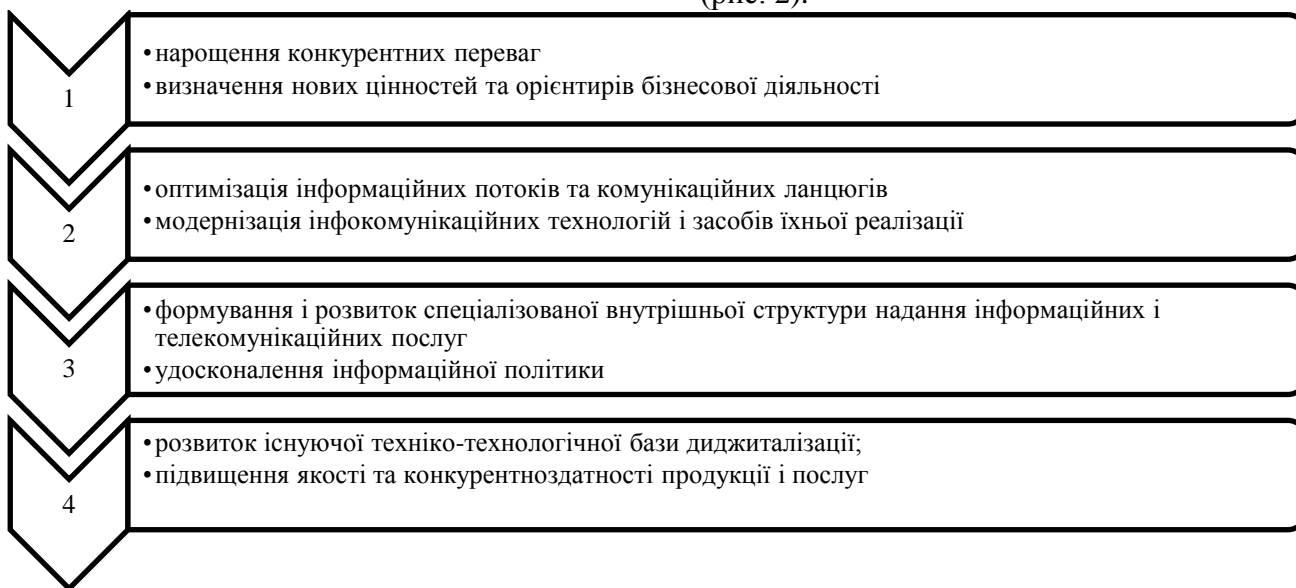 (рис. 2).
1
•нарощення конкурентних переваг
•визначення нових цінностей та орієнтирів бізнесової діяльності
2
•оптимізація інформаційних потоків та комунікаційних ланцюгів
•модернізація інфокомунікаційних технологій і засобів їхньої реалізації
3
•формування і розвиток спеціалізованої внутрішньої структури надання інформаційних і
телекомунікаційних послуг
•удосконалення інформаційної політики
4
•розвиток існуючої техніко-технологічної бази диджиталізації;
•підвищення якості та конкурентноздатності продукції і послуг